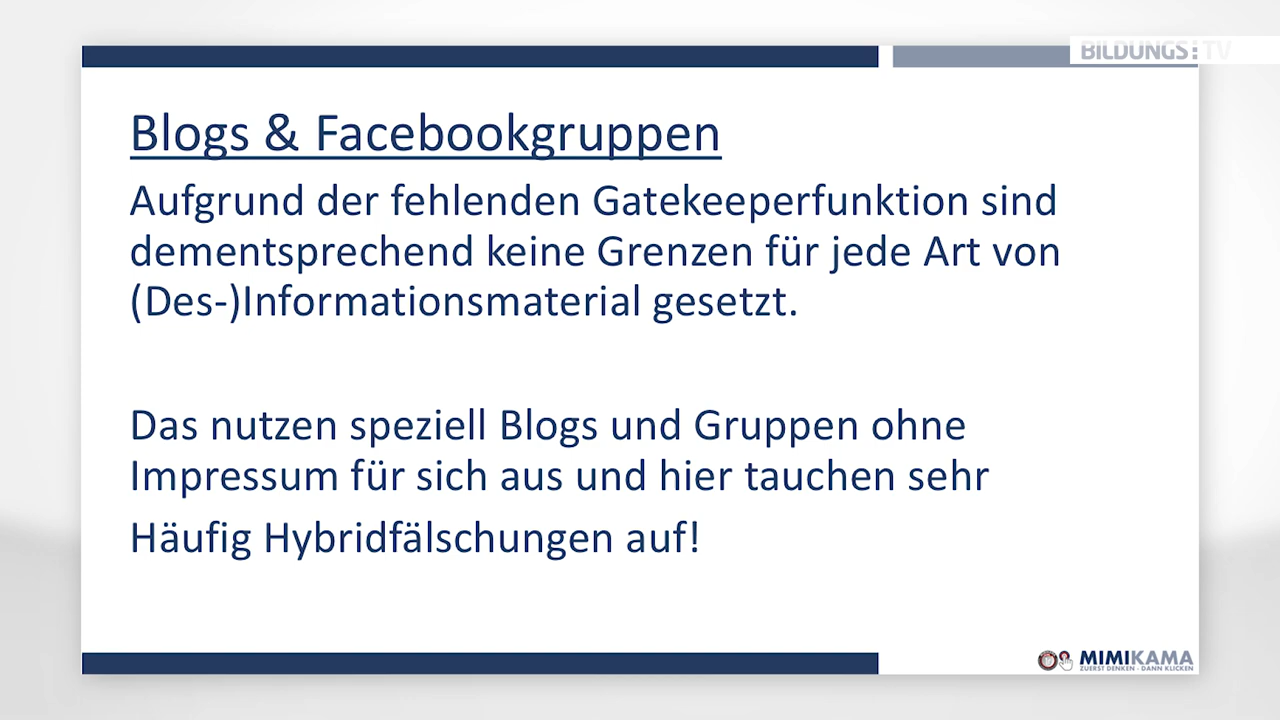 BILDUNGS:TV
Blogs & Facebookgruppen
Aufgrund der fehlenden Gatekeeperfunktion sind
dementsprechend keine Grenzen für jede Art von
(Des-)Informationsmaterial gesetzt.
Das nutzen speziell Blogs und Gruppen ohne
Impressum für sich aus und hier tauchen sehr
Häufig Hybridfälschungen auf!
MIMIKAMA
ZUERST DENKEN - DANN KLICKEN